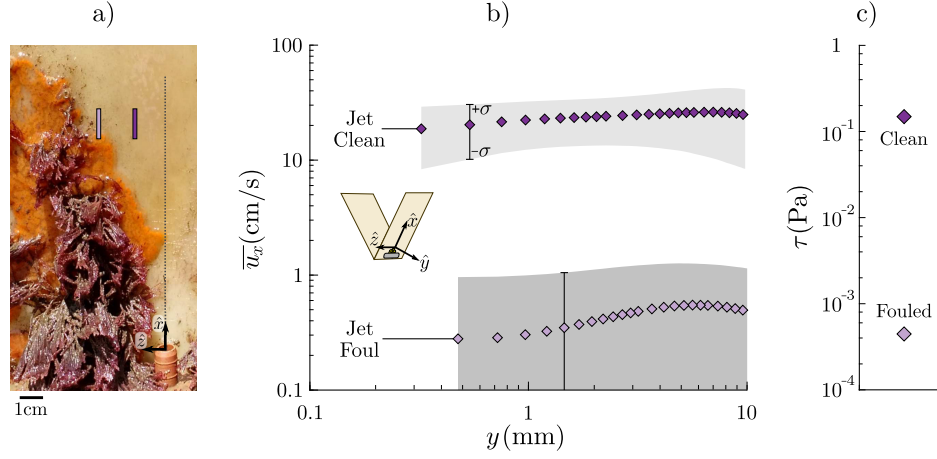 a)
x̂
ẑ
1cm
b)
100
10
1
0.1
u̅ₓ(cm/s)
Jet
Clean
+σ
−σ
x̂
ẑ
ŷ
Jet
Foul
0.1
1
10
y (mm)
c)
1
10⁻¹
10⁻²
10⁻³
10⁻⁴
τ(Pa)
Clean
Fouled